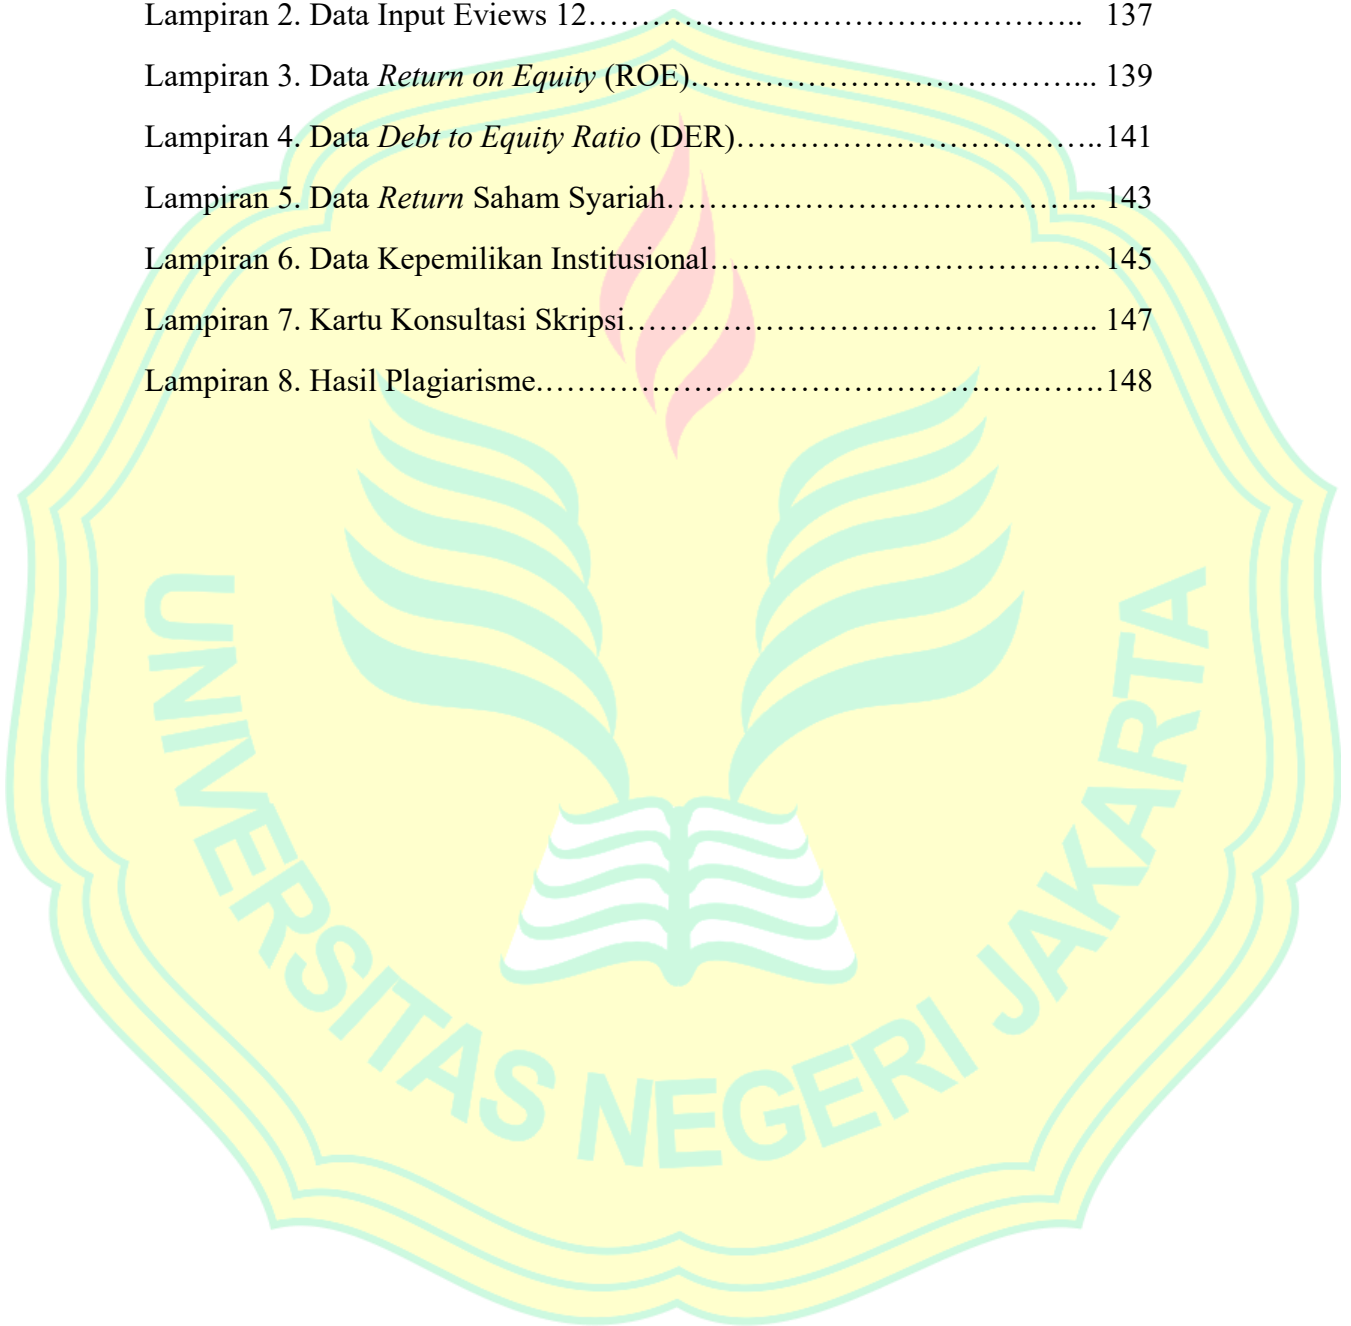 Lampiran 2. Data Input Eviews 12……………………………………….. 137
Lampiran 3. Data Return on Equity (ROE)………………………………... 139
Lampiran 4. Data Debt to Equity Ratio (DER)……………………………..141
Lampiran 5. Data Return Saham Syariah………………………………….. 143
Lampiran 6. Data Kepemilikan Institusional………………………………. 145
Lampiran 7. Kartu Konsultasi Skripsi…………………….……………….. 147
Lampiran 8. Hasil Plagiarisme.……………………………………….…….148
UNIVERSITAS NEGERI JAKARTA